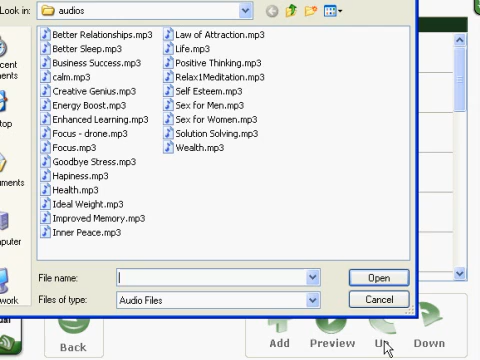 Look in:
audios
Better Relationships.mp3
Better Sleep.mp3
Business Success.mp3
calm.mp3
Creative Genius.mp3
Energy Boost.mp3
Enhanced Learning.mp3
Focus - drone.mp3
Focus.mp3
Goodbye Stress.mp3
Hapiness.mp3
Health.mp3
Ideal Weight.mp3
Improved Memory.mp3
Inner Peace.mp3
Law of Attraction.mp3
Life.mp3
Positive Thinking.mp3
Relax1Meditation.mp3
Self Esteem.mp3
Sex for Men.mp3
Sex for Women.mp3
Solution Solving.mp3
Wealth.mp3
File name:
Open
Files of type:
Audio Files
Cancel
Back
Add
Preview
Up
Down